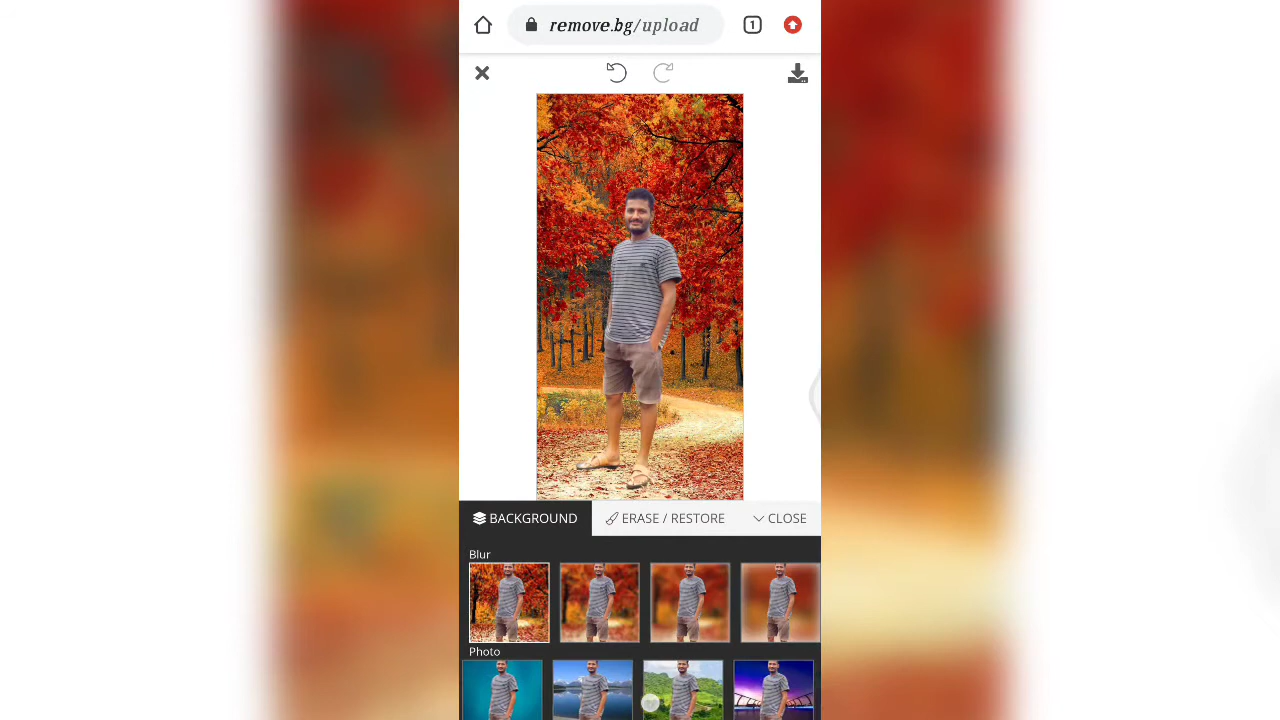 remove.bg/upload
1
BACKGROUND
ERASE / RESTORE
CLOSE
Blur
Photo